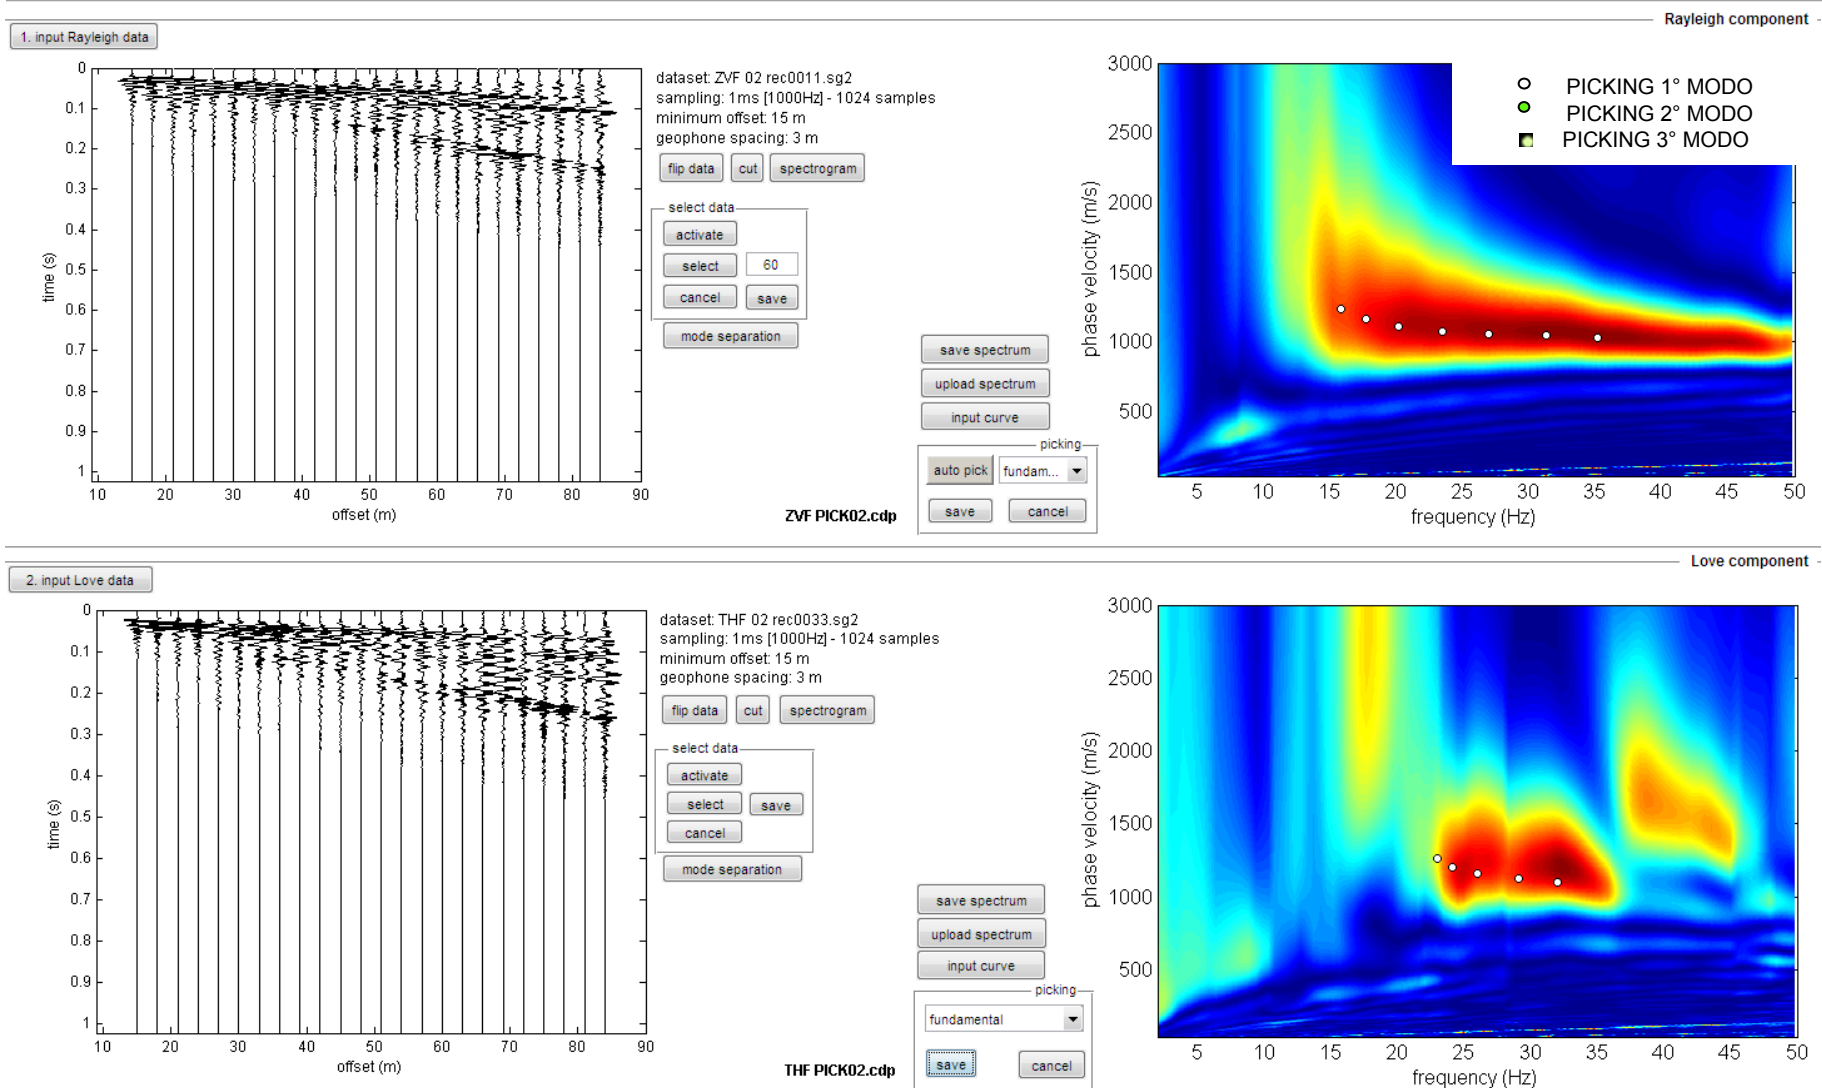 Rayleigh component
1. input Rayleigh data
dataset: ZVF 02 rec0011.sg2
sampling: 1ms [1000Hz] - 1024 samples
minimum offset: 15 m
geophone spacing: 3 m
flip data cut spectrogram
select data
activate
select 60
cancel save
mode separation
0
0.1
0.2
0.3
0.4
0.5
0.6
0.7
0.8
0.9
1
time (s)
10 20 30 40 50 60 70 80 90
offset (m)
ZVF PICK02.cdp
save spectrum
upload spectrum
input curve
picking
auto pick fundam...
save cancel
PICKING 1° MODO
PICKING 2° MODO
PICKING 3° MODO
3000
2500
2000
1500
1000
500
phase velocity (m/s)
5 10 15 20 25 30 35 40 45 50
frequency (Hz)
Love component
2. input Love data
dataset: THF 02 rec0033.sg2
sampling: 1ms [1000Hz] - 1024 samples
minimum offset: 15 m
geophone spacing: 3 m
flip data cut spectrogram
select data
activate
select save
cancel
mode separation
0
0.1
0.2
0.3
0.4
0.5
0.6
0.7
0.8
0.9
1
time (s)
10 20 30 40 50 60 70 80 90
offset (m)
THF PICK02.cdp
save spectrum
upload spectrum
input curve
picking
fundamental
save cancel
3000
2500
2000
1500
1000
500
phase velocity (m/s)
5 10 15 20 25 30 35 40 45 50
frequency (Hz)